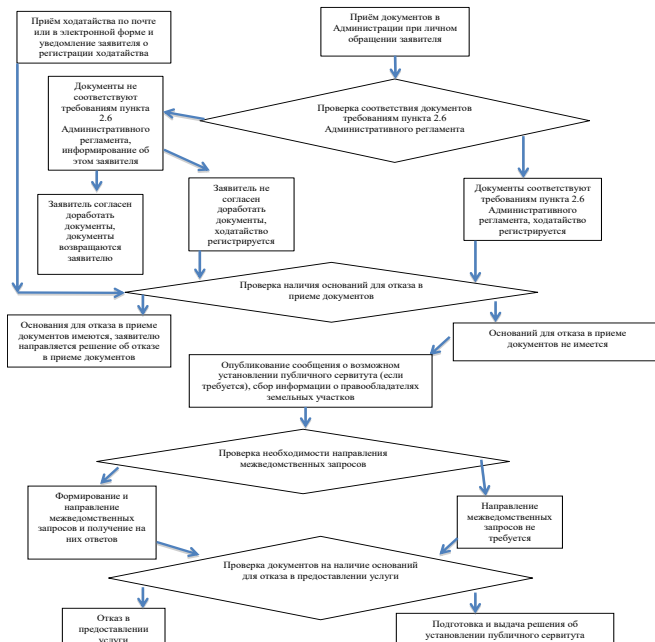 Приём ходатайства по почте
или в электронной форме и
уведомление заявителя о
регистрации ходатайства
Приём документов в
Администрации при личном
обращении заявителя
Документы не
соответствуют
требованиям пункта
2.6
Административного
регламента,
информирование об
этом заявителя
Проверка соответствия документов
требованиям пункта 2.6
Административного регламента
Заявитель согласен
доработать
документы,
документы
возвращаются
заявителю
Заявитель не
согласен
доработать
документы,
ходатайство
регистрируется
Документы соответствуют
требованиям пункта 2.6
Административного
регламента, ходатайство
регистрируется
Проверка наличия оснований для отказа в
приеме документов
Основания для отказа в приеме
документов имеются, заявителю
направляется решение об отказе
в приеме документов
Оснований для отказа в приеме
документов не имеется
Опубликование сообщения о возможном
установлении публичного сервитута (если
требуется), сбор информации о правообладателях
земельных участков
Проверка необходимости направления
межведомственных запросов
Формирование и
направление
межведомственных
запросов и получение на
них ответов
Направление
межведомственных
запросов не
требуется
Проверка документов на наличие оснований
для отказа в предоставлении услуги
Отказ в
предоставлении
услуги
Подготовка и выдача решения об
установлении публичного сервитута